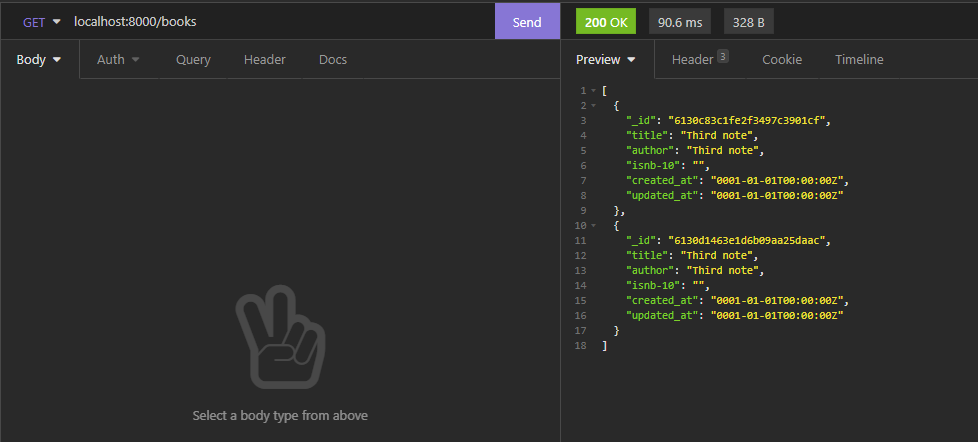 GET localhost:8000/books Send 200 OK 90.6 ms 328 B
Body Auth Query Header Docs
Select a body type from above
Preview Header 3 Cookie Timeline
1 [
2 {
3 "_id": "6130c83c1fe2f3497c3901cf",
4 "title": "Third note",
5 "author": "Third note",
6 "isnb-10": "",
7 "created_at": "0001-01-01T00:00:00Z",
8 "updated_at": "0001-01-01T00:00:00Z"
9 },
10 {
11 "_id": "6130d1463e1d6b09aa25daac",
12 "title": "Third note",
13 "author": "Third note",
14 "isnb-10": "",
15 "created_at": "0001-01-01T00:00:00Z",
16 "updated_at": "0001-01-01T00:00:00Z"
17 }
18 ]